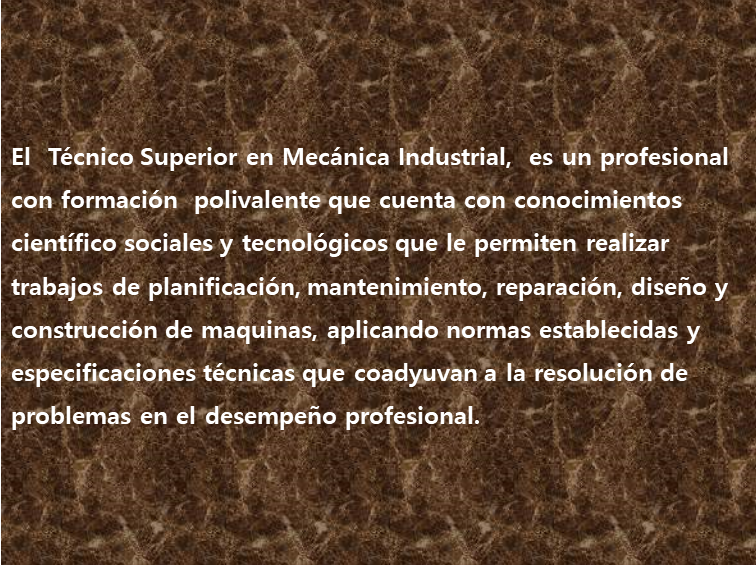 El  Técnico Superior en Mecánica Industrial,  es un profesional
con formación  polivalente que cuenta con conocimientos
científico sociales y tecnológicos que le permiten realizar
trabajos de planificación, mantenimiento, reparación, diseño y
construcción de maquinas, aplicando normas establecidas y
especificaciones técnicas que coadyuvan a la resolución de
problemas en el desempeño profesional.